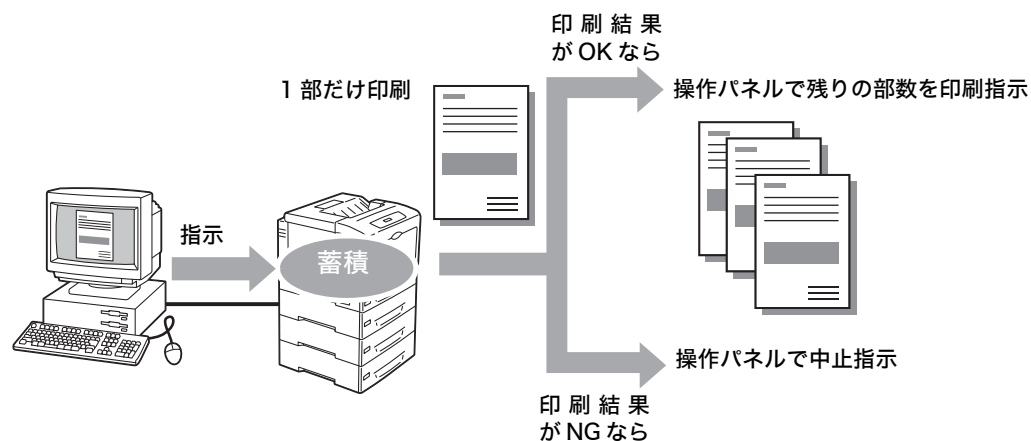 印刷結果
がOKなら
1 部だけ印刷
操作パネルで残りの部数を印刷指示
指示
蓄積
操作パネルで中止指示
印刷結果
がNGなら